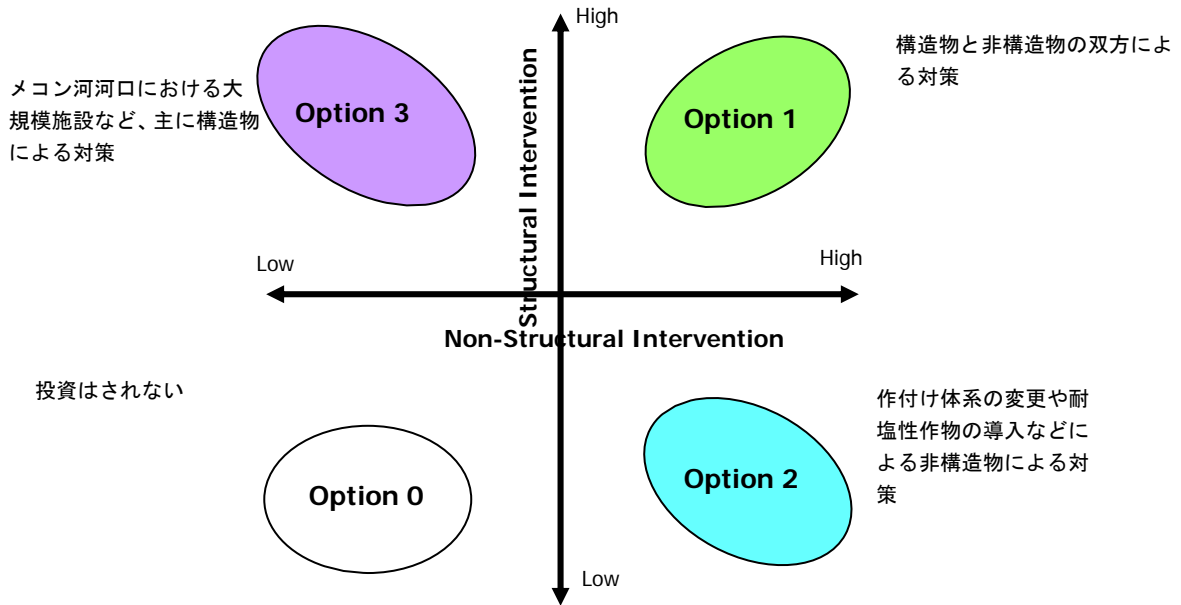 High
構造物と非構造物の双方によ
る対策
メコン河河口における大
規模施設など、主に構造物
による対策
Option 3
Option 1
Structural Intervention
Low
High
Non-Structural Intervention
投資はされない
作付け体系の変更や耐
塩性作物の導入などに
よる非構造物による対
策
Option 0
Option 2
Low